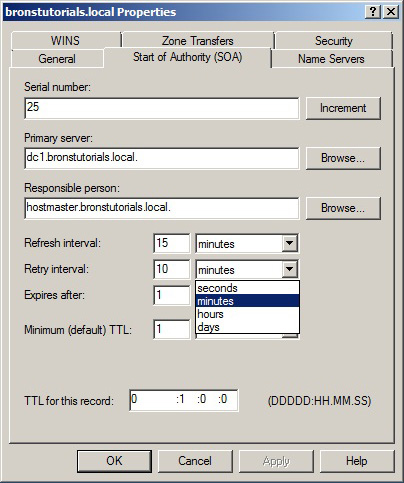 bronstutorials.local Properties
WINS Zone Transfers Security
General Start of Authority (SOA) Name Servers
Serial number:
25 Increment
Primary server:
dc1.bronstutorials.local. Browse...
Responsible person:
hostmaster.bronstutorials.local. Browse...
Refresh interval: 15 minutes
Retry interval: 10 minutes
seconds
Expires after: 1 minutes
hours
Minimum (default) TTL: 1 days
TTL for this record: 0 :1 :0 :0 (DDDDD:HH.MM.SS)
OK Cancel Apply Help